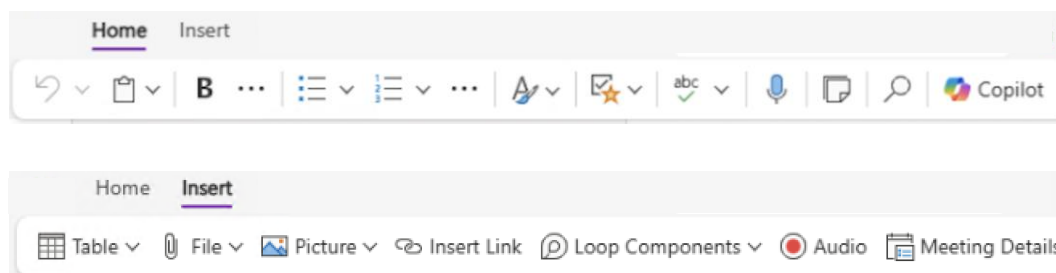 Home Insert
B abc Copilot
Home Insert
Table File Picture Insert Link Loop Components Audio Meeting Details